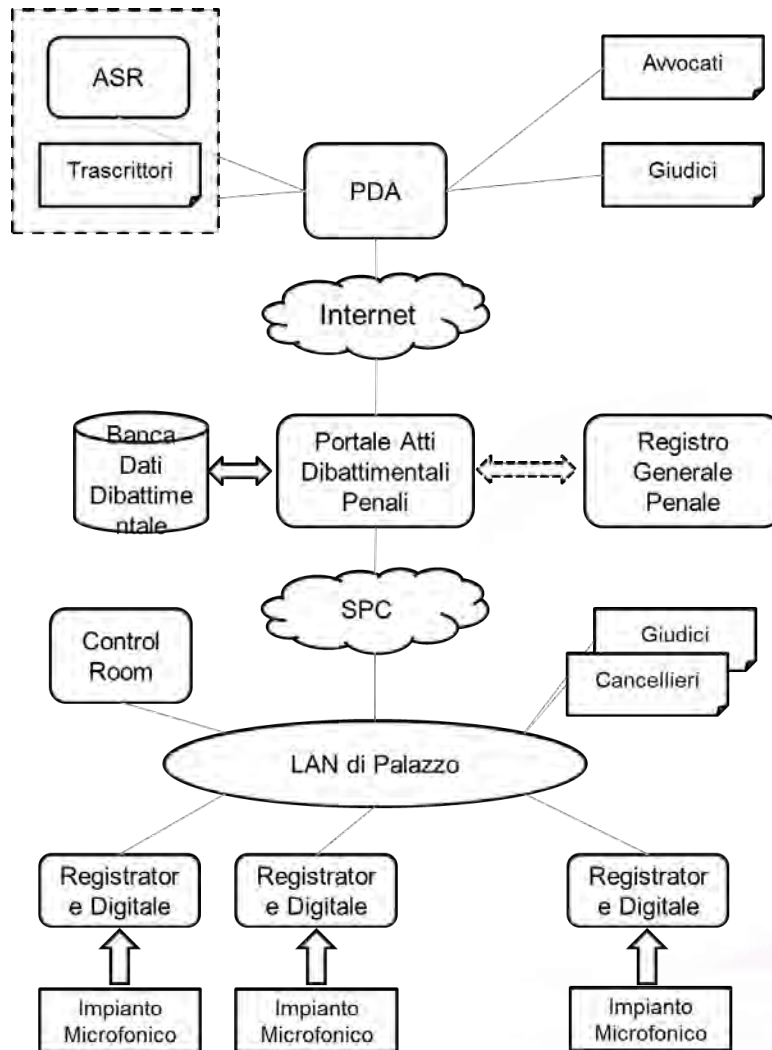 ASR
Avvocati
Trascrittori
PDA
Giudici
Internet
Banca
Dati
Dibattime
ntale
Portale Atti
Dibattimentali
Penali
Registro
Generale
Penale
SPC
Control
Room
Giudici
Cancellieri
LAN di Palazzo
Registrator
e Digitale
Registrator
e Digitale
Registrator
e Digitale
Impianto
Microfonico
Impianto
Microfonico
Impianto
Microfonico